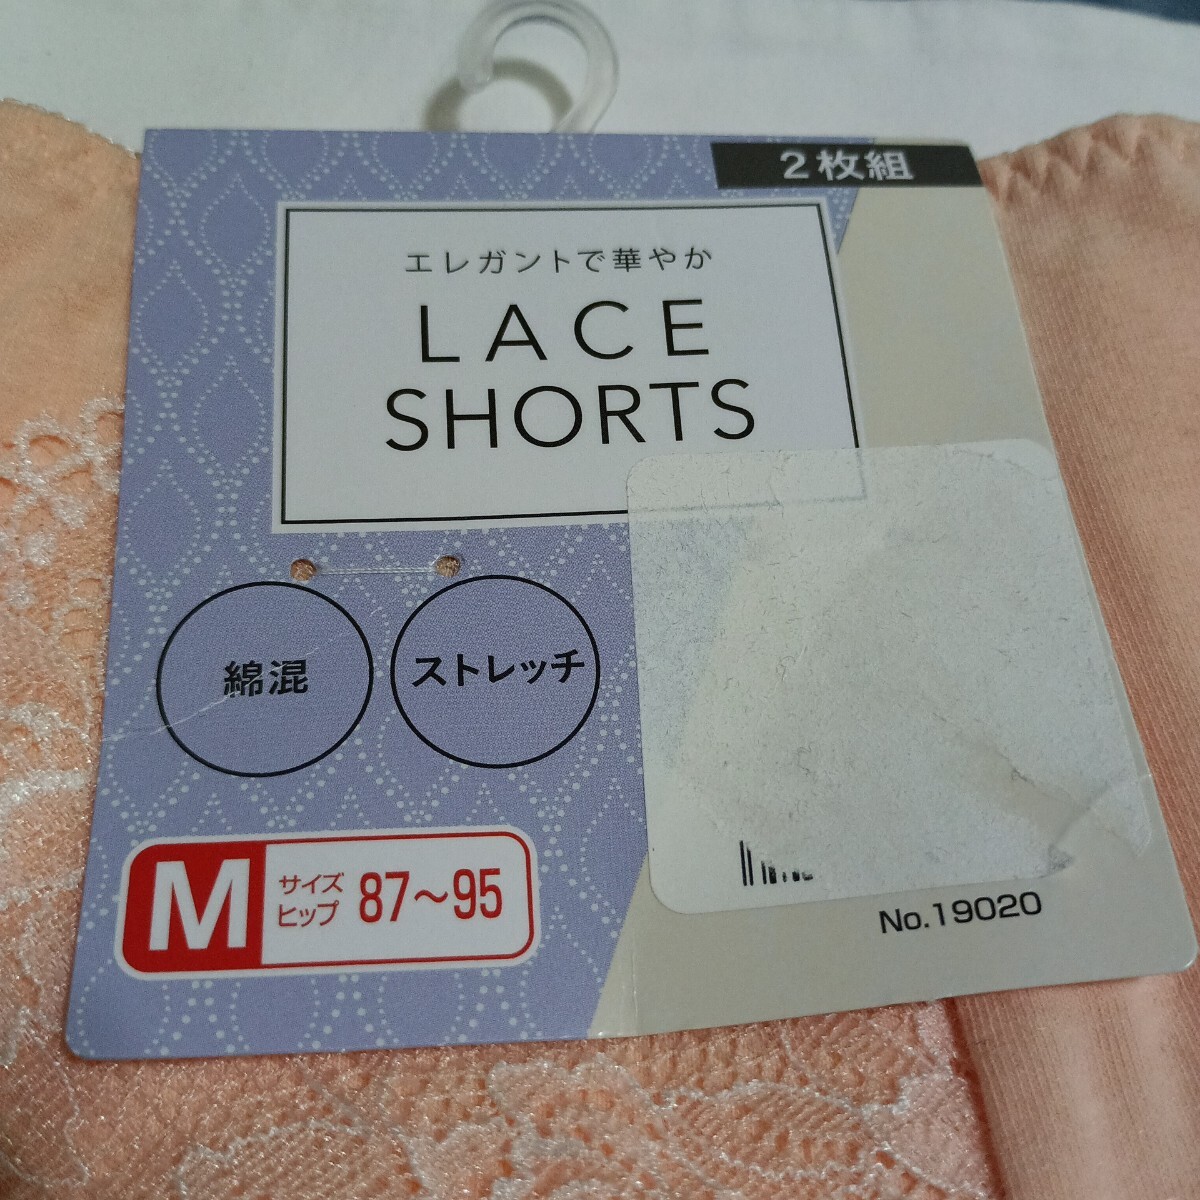 2枚組
エレガントで華やか
LACE
SHORTS
綿混
ストレッチ
M
サイズ
ヒップ
87～95
No.19020